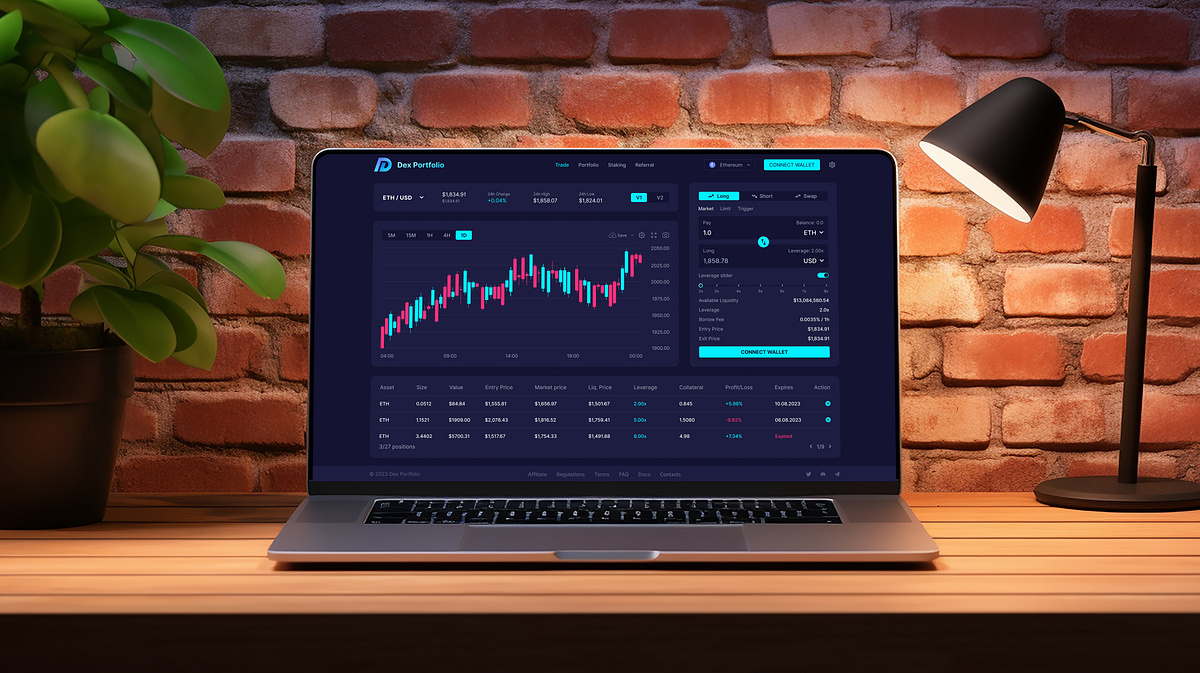 Dex Portfolio
Trade Portfolio Staking Referral
Ethereum
CONNECT WALLET
ETH / USD
$1,834.91
$1,834.91
24h Change
+0.04%
24h High
$1,858.07
24h Low
$1,824.01
V1 V2
5M 15M 1H 4H 1D
Save
2050.00
2025.00
2000.00
1975.00
1950.00
1925.00
1900.00
04:00 09:00 14:00 19:00 00:00
Long Short Swap
Market Limit Trigger
Pay Balance: 0.0
1.0 ETH
Long Leverage: 2.00x
1,858.78 USD
Leverage slider
Available Liquidity $13,084,580.54
Leverage 2.0x
Borrow Fee 0.0035% / 1h
Entry Price $1,834.91
Exit Price $1,834.91
CONNECT WALLET
Asset Size Value Entry Price Market price Liq. Price Leverage Collateral Profit/Loss Expires Action
ETH 0.0512 $84.84 $1,555.81 $1,656.97 $1,501.67 2.00x 0.845 +5.98% 10.08.2023
ETH 1.1521 $1909.00 $2,078.43 $1,816.52 $1,759.41 5.00x 1.5080 -9.62% 06.08.2023
ETH 3.4402 $5700.31 $1,517.67 $1,754.33 $1,491.88 8.00x 4.98 +7.34% Expired
3/27 positions
1/9
© 2023 Dex Portfolio
Affiliate Regulations Terms FAQ Docs Contacts